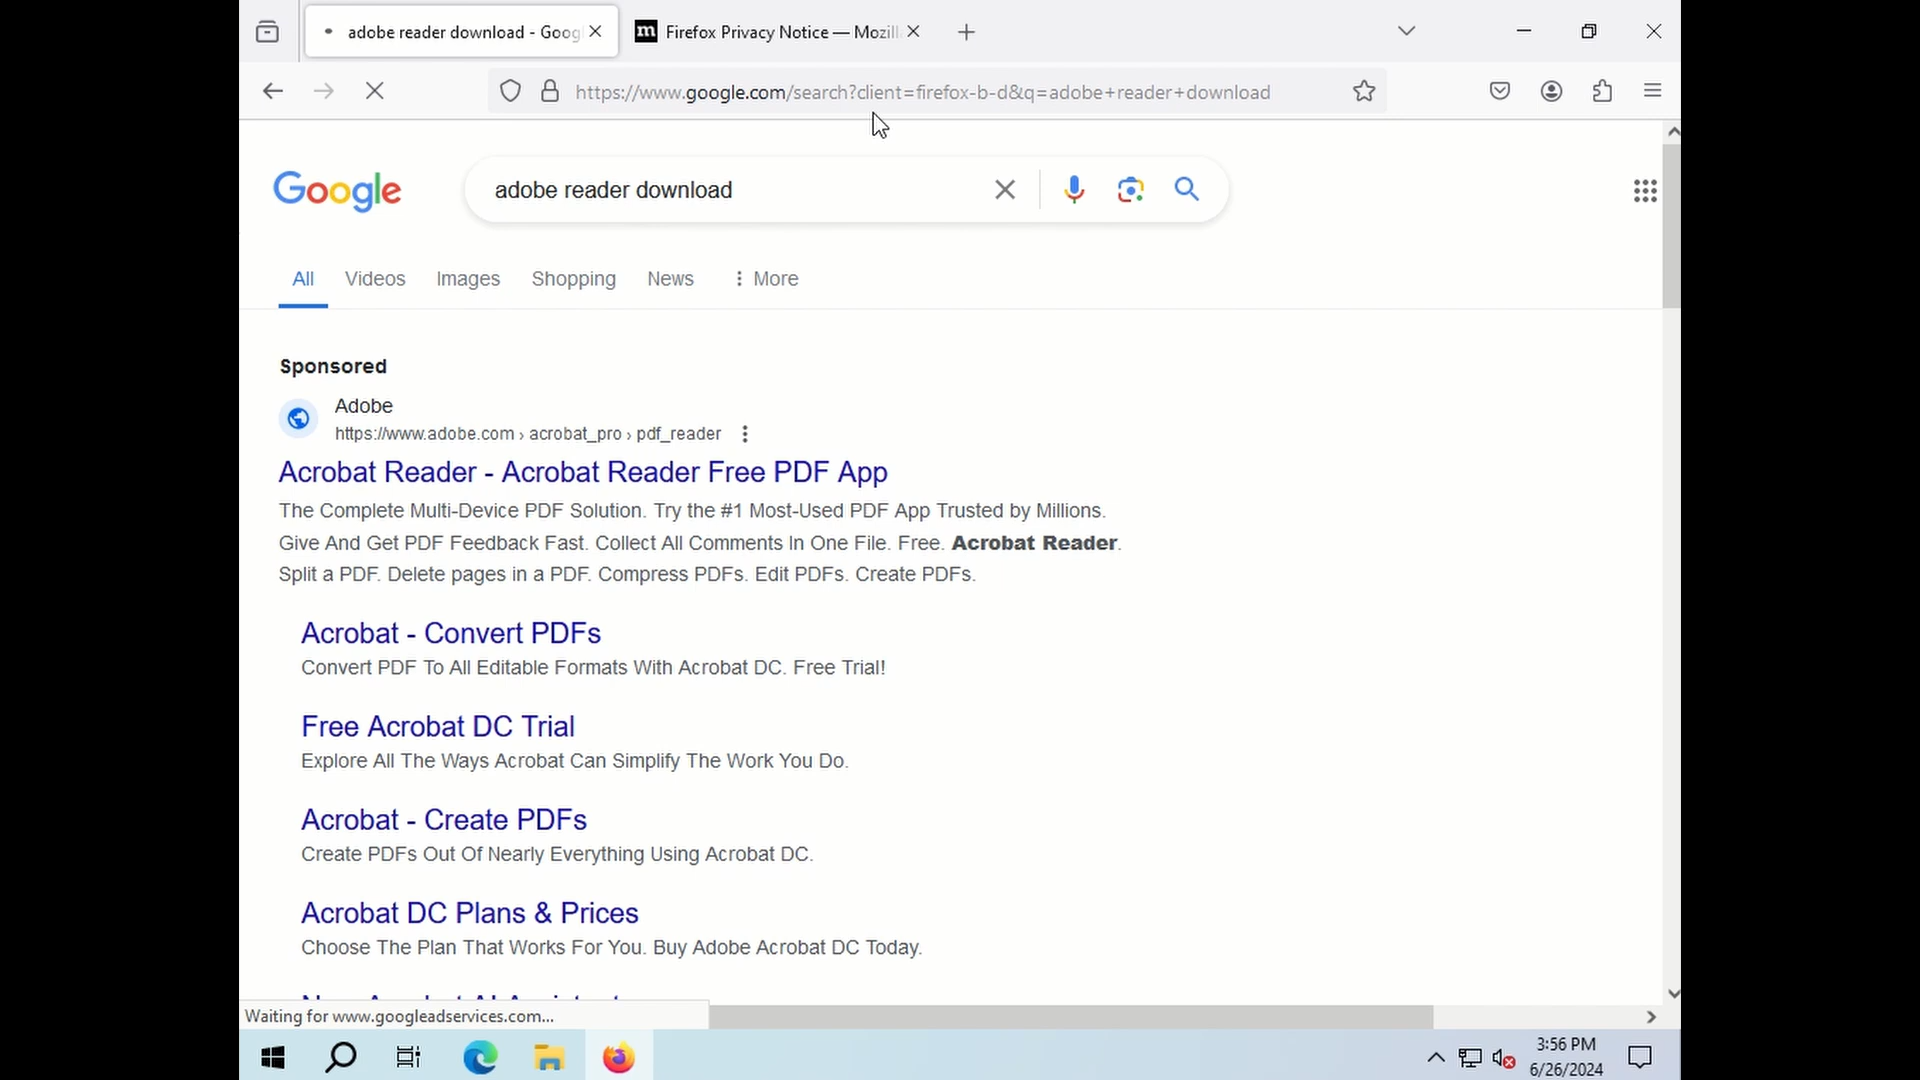 adobe reader download - Goog
Firefox Privacy Notice — Mozill
https://www.google.com/search?client=firefox-b-d&q=adobe+reader+download
Google
adobe reader download
All
Videos
Images
Shopping
News
More
Sponsored
Adobe
https://www.adobe.com › acrobat_pro › pdf_reader
Acrobat Reader - Acrobat Reader Free PDF App
The Complete Multi-Device PDF Solution. Try the #1 Most-Used PDF App Trusted by Millions.
Give And Get PDF Feedback Fast. Collect All Comments In One File. Free. Acrobat Reader.
Split a PDF. Delete pages in a PDF. Compress PDFs. Edit PDFs. Create PDFs.
Acrobat - Convert PDFs
Convert PDF To All Editable Formats With Acrobat DC. Free Trial!
Free Acrobat DC Trial
Explore All The Ways Acrobat Can Simplify The Work You Do.
Acrobat - Create PDFs
Create PDFs Out Of Nearly Everything Using Acrobat DC.
Acrobat DC Plans & Prices
Choose The Plan That Works For You. Buy Adobe Acrobat DC Today.
Waiting for www.googleadservices.com...
3:56 PM
6/26/2024